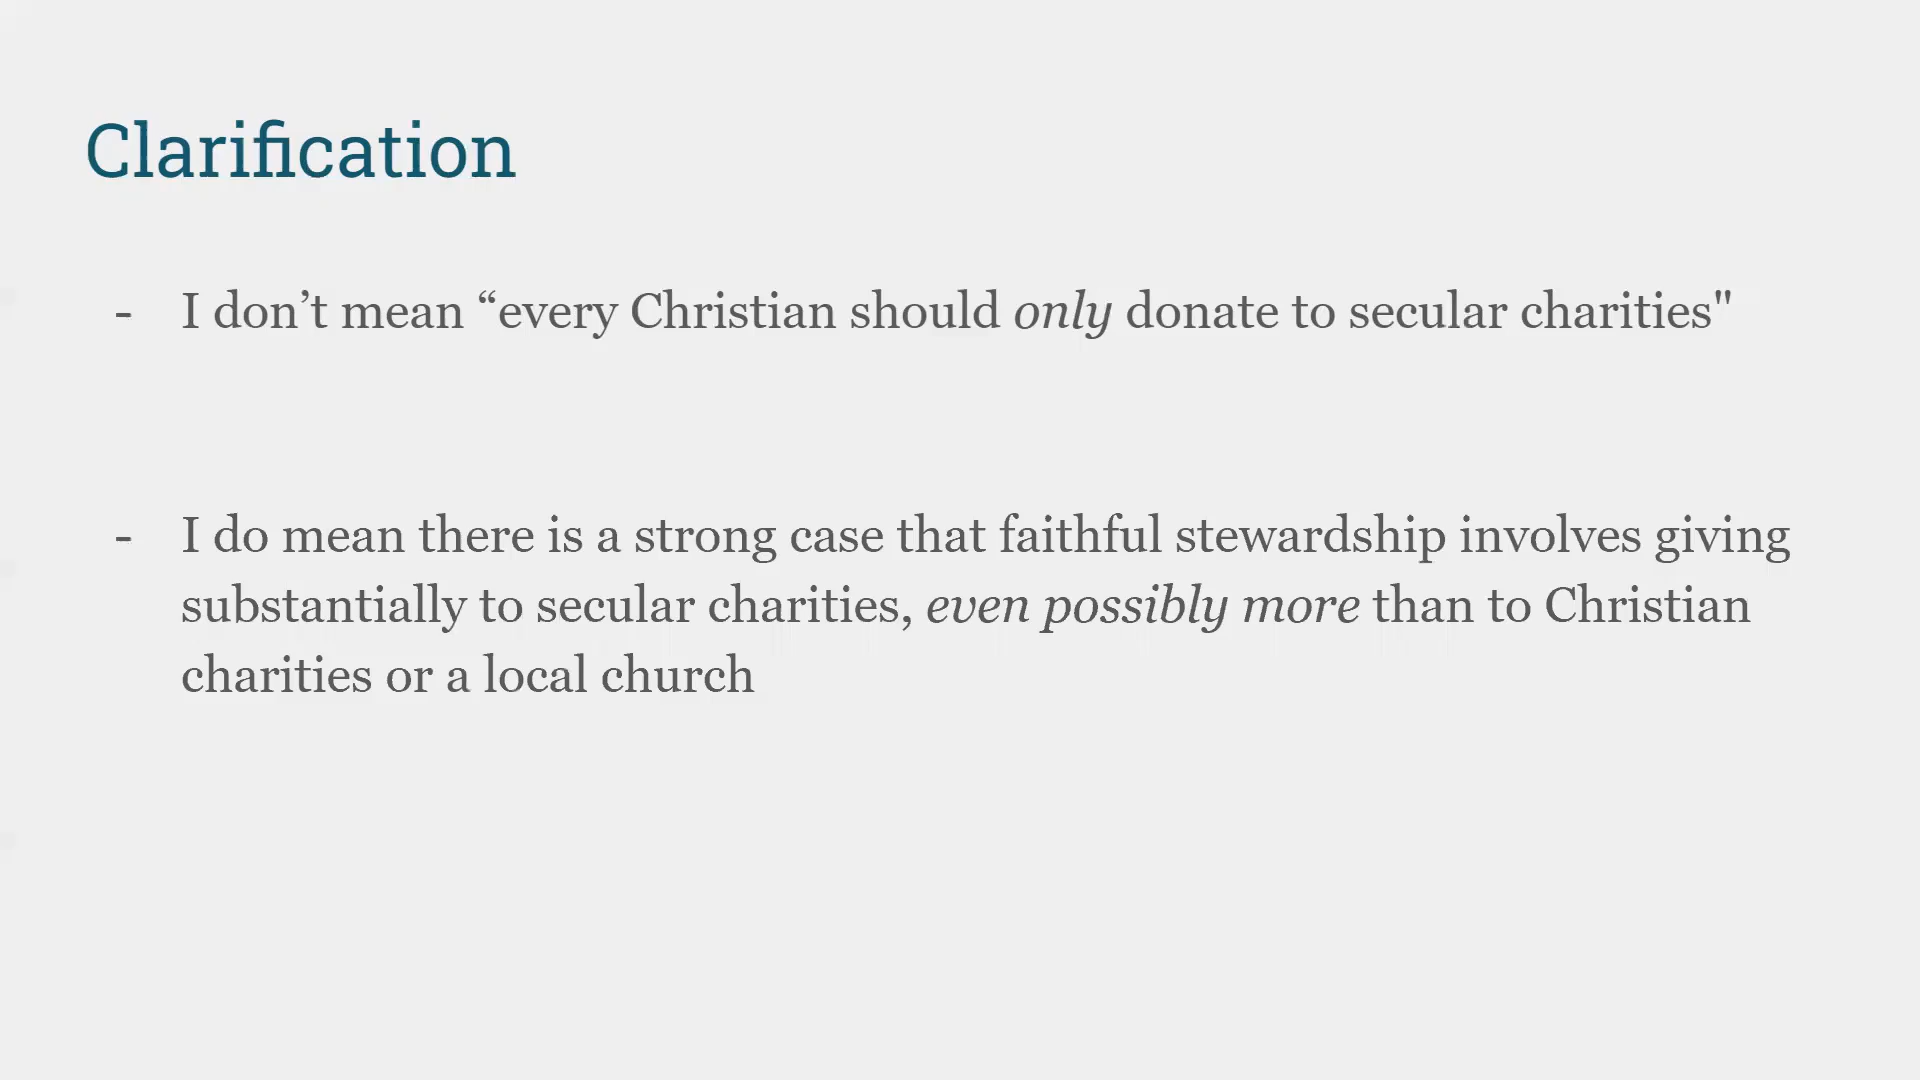 Clarification
- I don’t mean “every Christian should only donate to secular charities"
- I do mean there is a strong case that faithful stewardship involves giving
substantially to secular charities, even possibly more than to Christian
charities or a local church